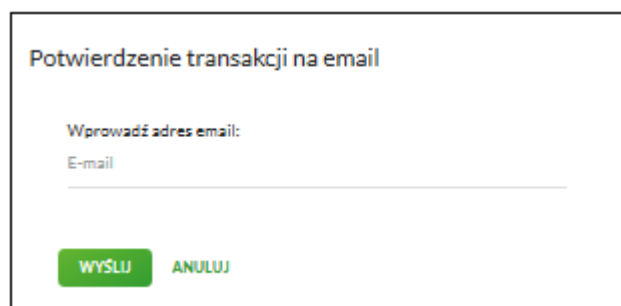 Potwierdzenie transakcji na email
Wprowadź adres email:
E-mail
WYŚLIJ ANULUJ